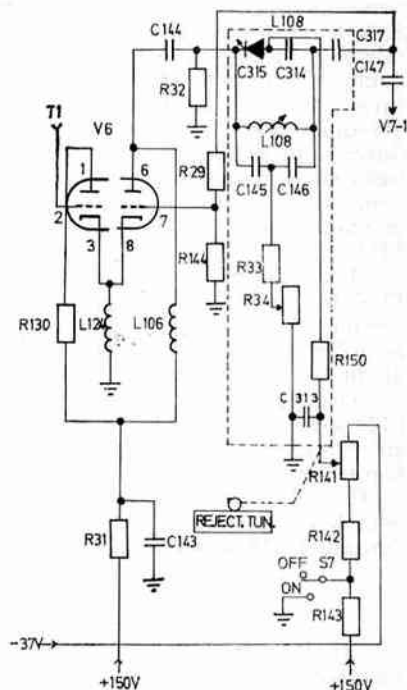 L108
C144
C317
C147
C315
C314
R32
V.7-1
T1
V6
L108
1
6
R29
C145
C146
2
7
3
8
R144
R33
R34
R130
L124
L106
R150
C 313
R141
REJECT. TUN.
R31
C143
R142
OFF
S7
ON
R143
-37V
+150V
+150V